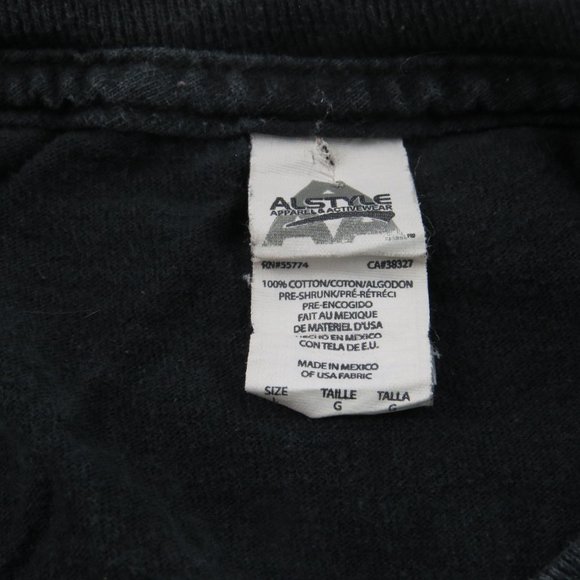 ALSTYLE
APPAREL & ACTIVEWEAR
RN#55774 CA#38327
100% COTTON/COTON/ALGODON
PRE-SHRUNK/PRÉ-RÉTRÉCI
PRE-ENCOGIDO
FAIT AU MEXIQUE
DE MATERIEL D'USA
HECHO EN MEXICO
CON TELA DE E.U.
MADE IN MEXICO
OF USA FABRIC
SIZE TAILLE TALLA
G